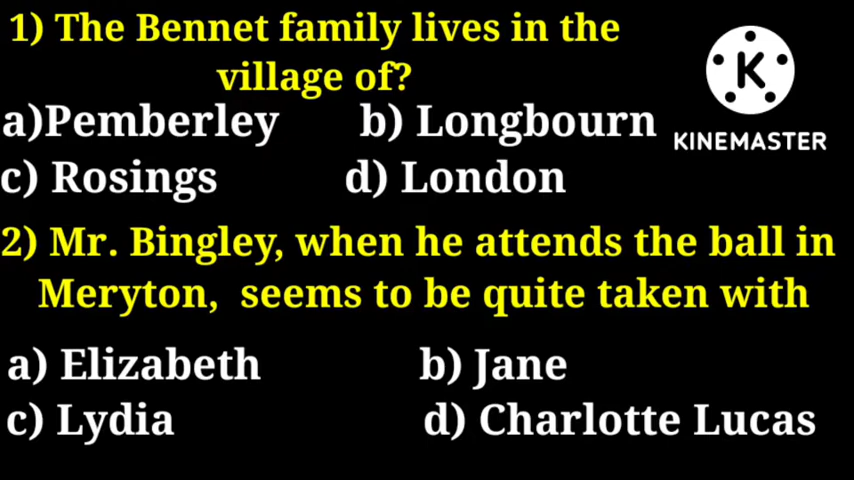 1) The Bennet family lives in the
village of?
a)Pemberley b) Longbourn
c) Rosings d) London
KINEMASTER
2) Mr. Bingley, when he attends the ball in
Meryton, seems to be quite taken with
a) Elizabeth b) Jane
c) Lydia d) Charlotte Lucas